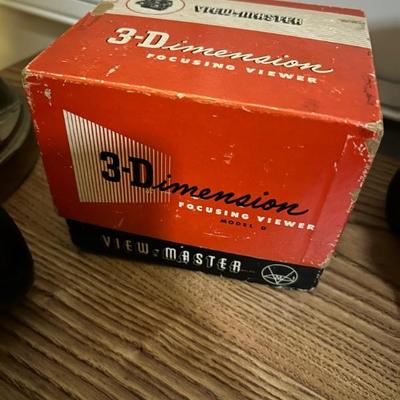 VIEW-MASTER
3-Dimension
FOCUSING VIEWER
3-Dimension
FOCUSING VIEWER
MODEL D
VIEW-MASTER